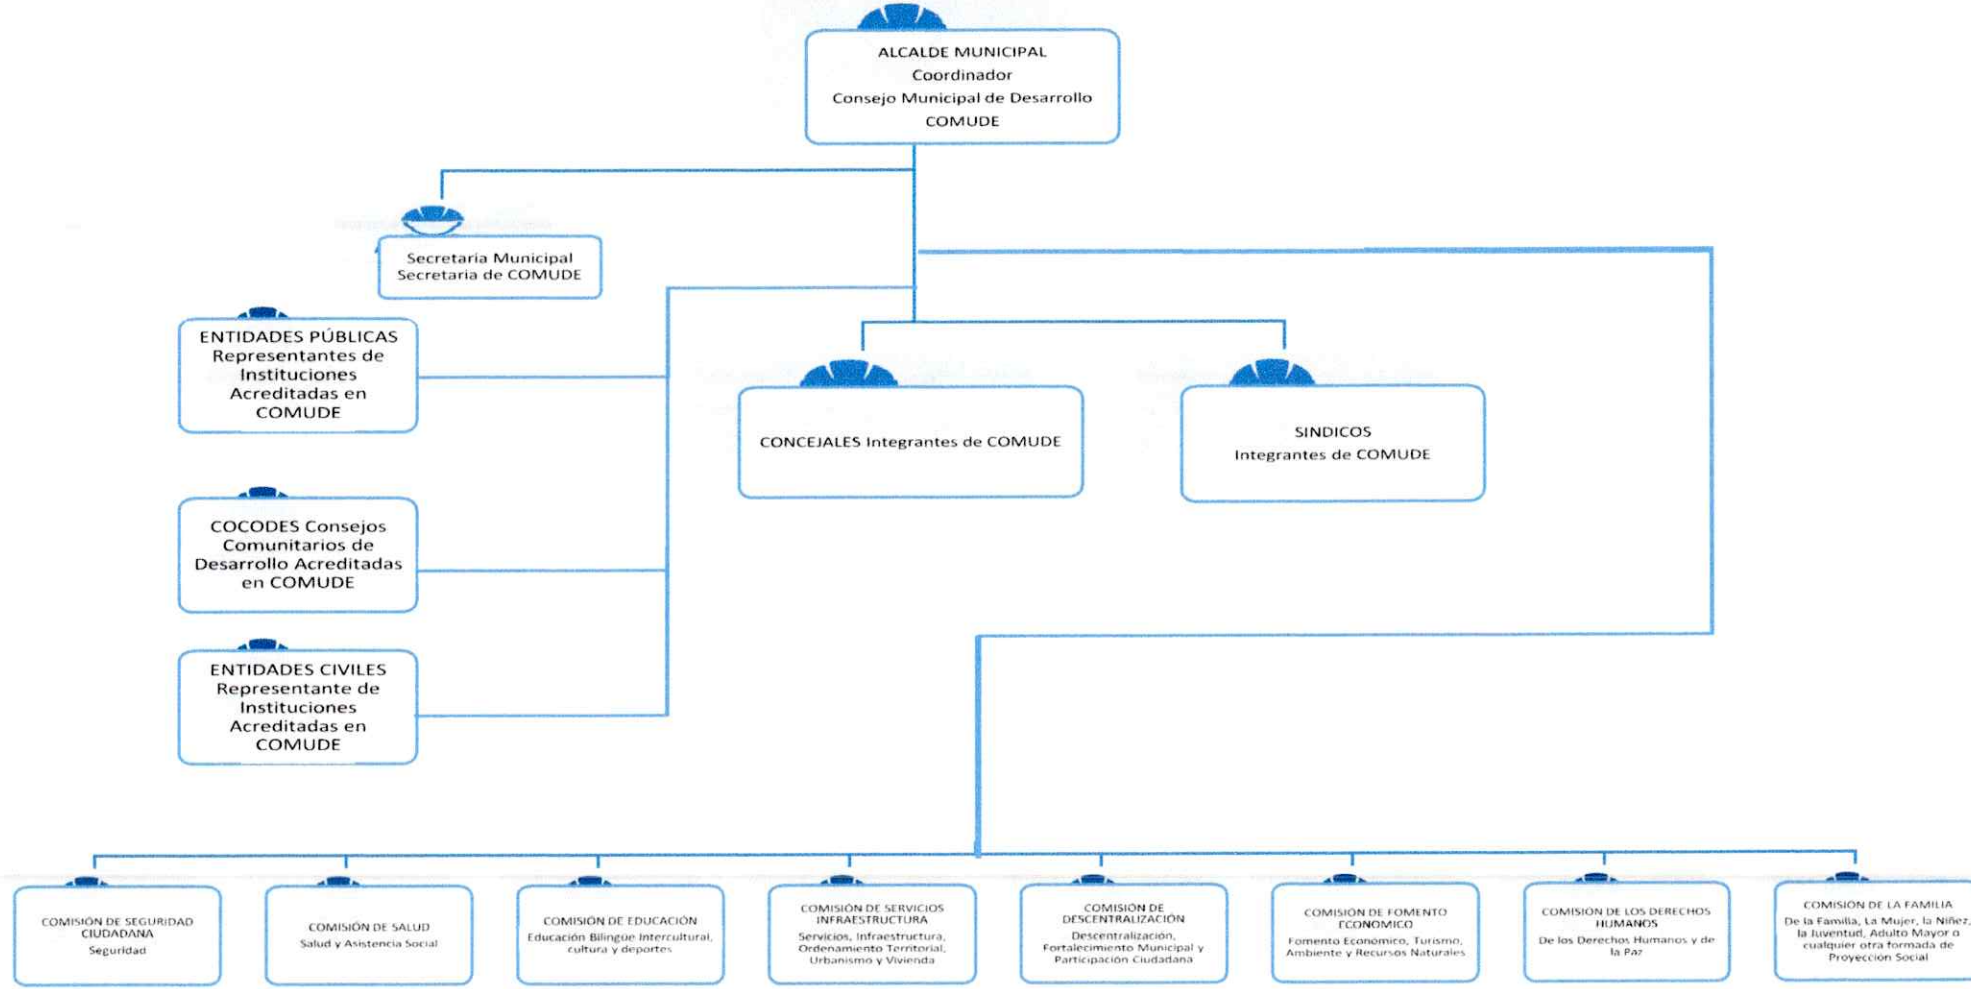 ALCALDE MUNICIPAL
Coordinador
Consejo Municipal de Desarrollo
COMUDE
Secretaria Municipal
Secretaria de COMUDE
ENTIDADES PÚBLICAS
Representantes de
Instituciones
Acreditadas en
COMUDE
CONCEJALES Integrantes de COMUDE
SINDICOS
Integrantes de COMUDE
COCODES Consejos
Comunitarios de
Desarrollo Acreditadas
en COMUDE
ENTIDADES CIVILES
Representante de
Instituciones
Acreditadas en
COMUDE
COMISIÓN DE SEGURIDAD
CIUDADANA
Seguridad
COMISIÓN DE SALUD
Salud y Asistencia Social
COMISIÓN DE EDUCACIÓN
Educación Bilingüe Intercultural,
cultura y deportes
COMISIÓN DE SERVICIOS
INFRAESTRUCTURA
Servicios, Infraestructura,
Ordenamiento Territorial,
Urbanismo y Vivienda
COMISIÓN DE
DESCENTRALIZACIÓN
Descentralización,
Fortalecimiento Municipal y
Participación Ciudadana
COMISIÓN DE FOMENTO
ECONOMICO
Fomento Económico, Turismo,
Ambiente y Recursos Naturales
COMISIÓN DE LOS DERECHOS
HUMANOS
De los Derechos Humanos y de
la Paz
COMISIÓN DE LA FAMILIA
De la Familia, La Mujer, la Niñez,
la Juventud, Adulto Mayor o
cualquier otra formada de
Proyección Social